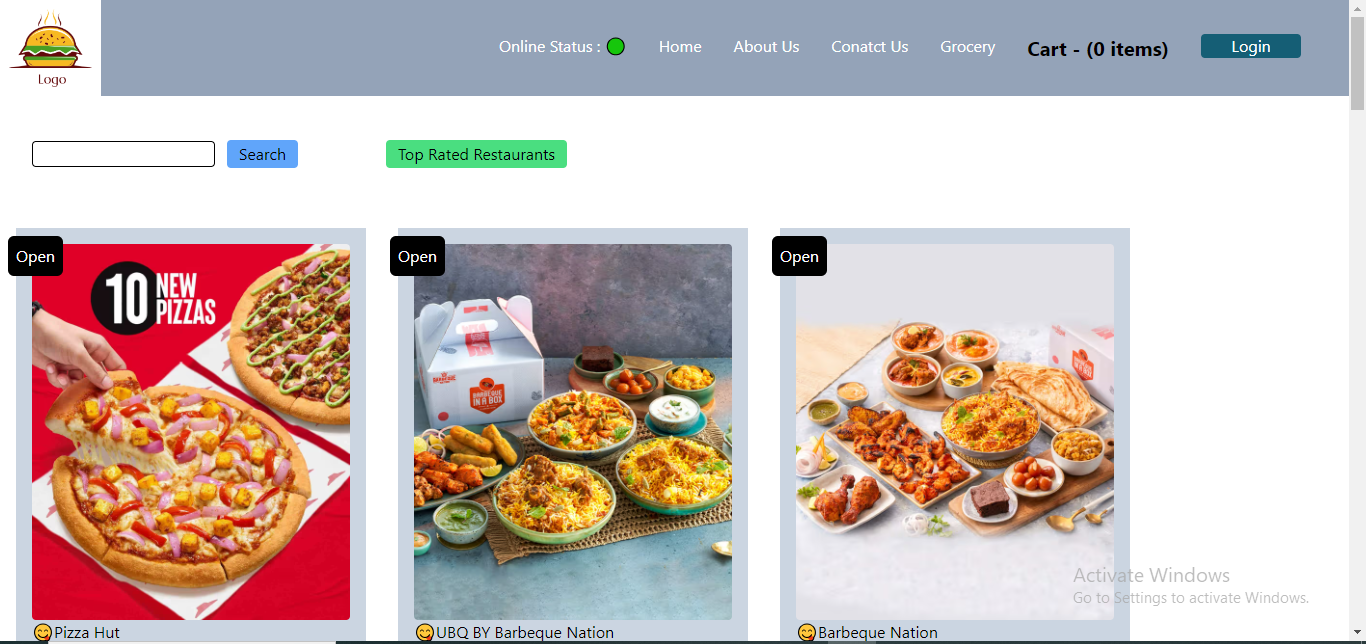 Logo
Online Status :
Home
About Us
Conatct Us
Grocery
Cart - (0 items)
Login
Search
Top Rated Restaurants
Open
10 NEW
PIZZAS
Open
BARBEQUE
IN A BOX
Open
Activate Windows
Go to Settings to activate Windows.
😋Pizza Hut
😋UBQ BY Barbeque Nation
😋Barbeque Nation